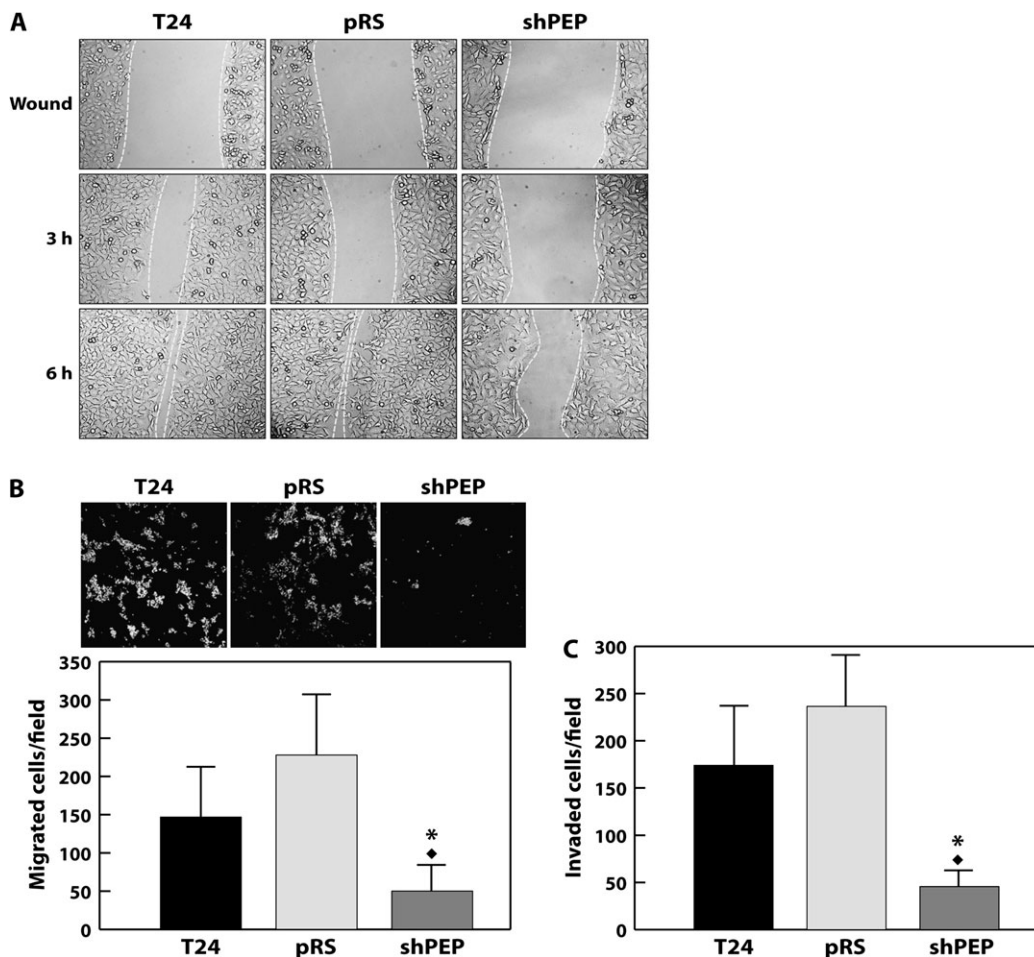 A
T24 pRS shPEP
Wound
3 h
6 h
B
T24 pRS shPEP
Migrated cells/field
350
300
250
200
150
100
50
0
*
◆
T24 pRS shPEP
C
Invaded cells/field
300
250
200
150
100
50
0
*
◆
T24 pRS shPEP